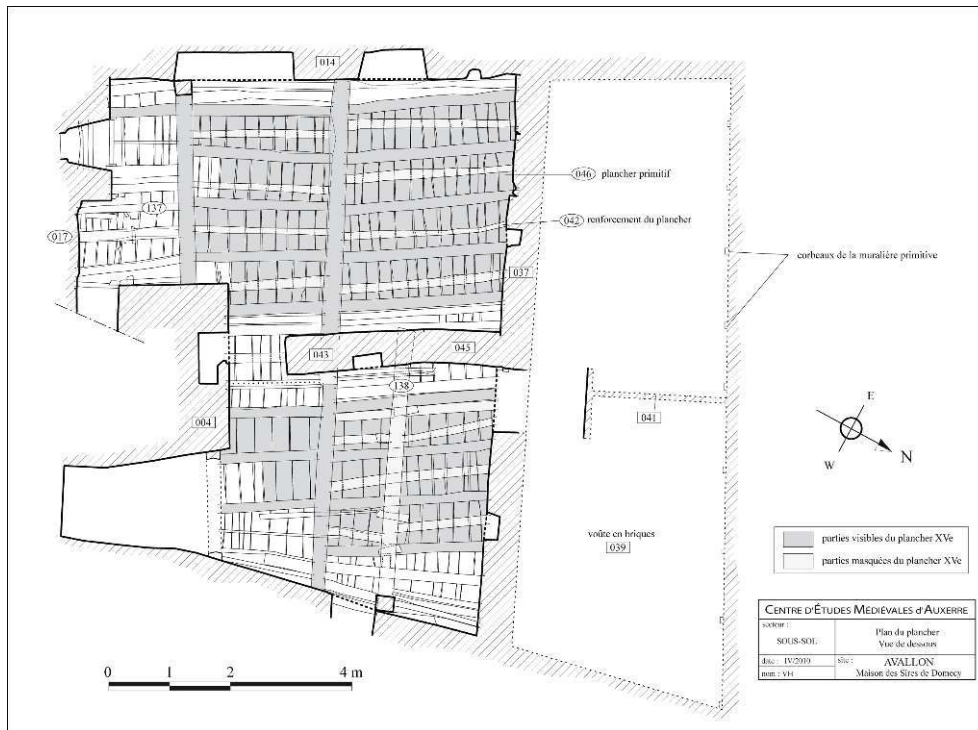 014
046 plancher primitif
137
042 renforcement du plancher
017
corbeaux de la muralière primitive
037
043
045
138
004
041
E
W
N
voûte en briques
039
parties visibles du plancher XVe
parties masquées du plancher XVe
CENTRE D'ÉTUDES MÉDIÉVALES D'AUXERRE
secteur :
SOUS-SOL
Plan du plancher
Vue de dessous
date : IV/2010
site : AVALLON
nom : VH
Maison des Sires de Domecy
0 1 2 4 m